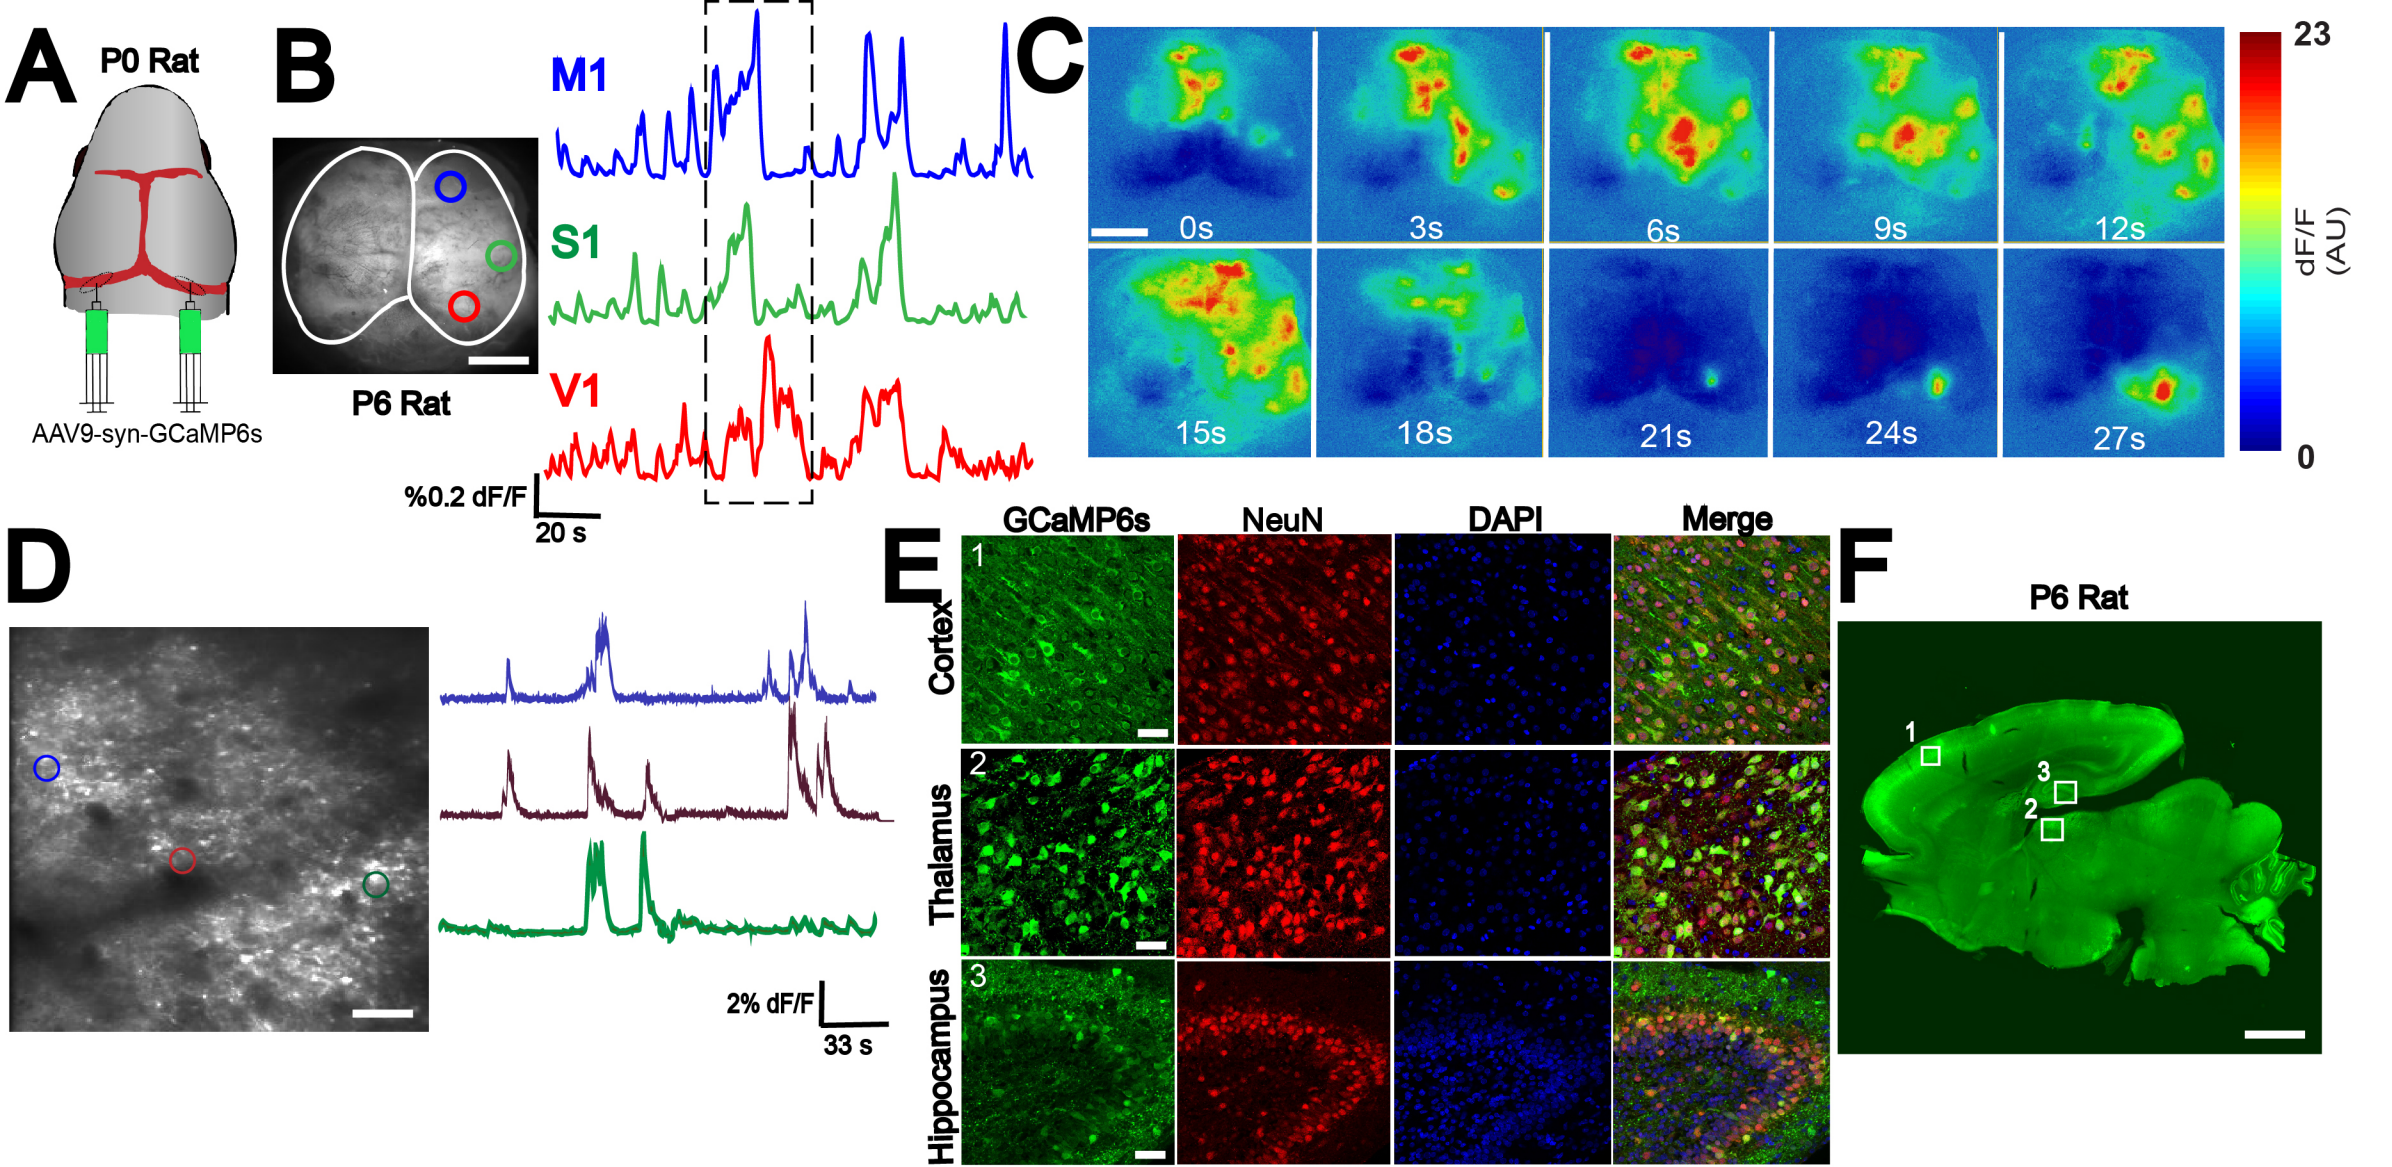 A
P0 Rat
AAV9-syn-GCaMP6s
B
P6 Rat
M1
S1
V1
%0.2 dF/F
20 s
C
0s
3s
6s
9s
12s
15s
18s
21s
24s
27s
23
dF/F
(AU)
0
D
2% dF/F
33 s
E
GCaMP6s
NeuN
DAPI
Merge
Cortex
1
Thalamus
2
Hippocampus
3
F
P6 Rat
1
3
2